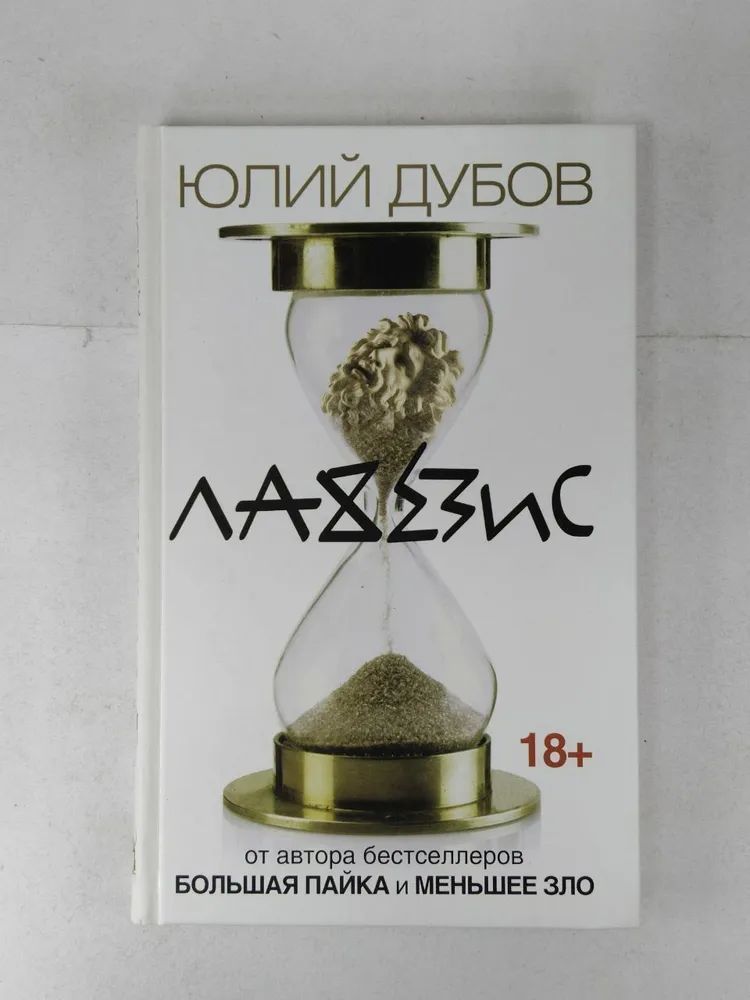 ЮЛИЙ ДУБОВ
ЛАХЕЗИС
18+
от автора бестселлеров
БОЛЬШАЯ ПАЙКА и МЕНЬШЕЕ ЗЛО